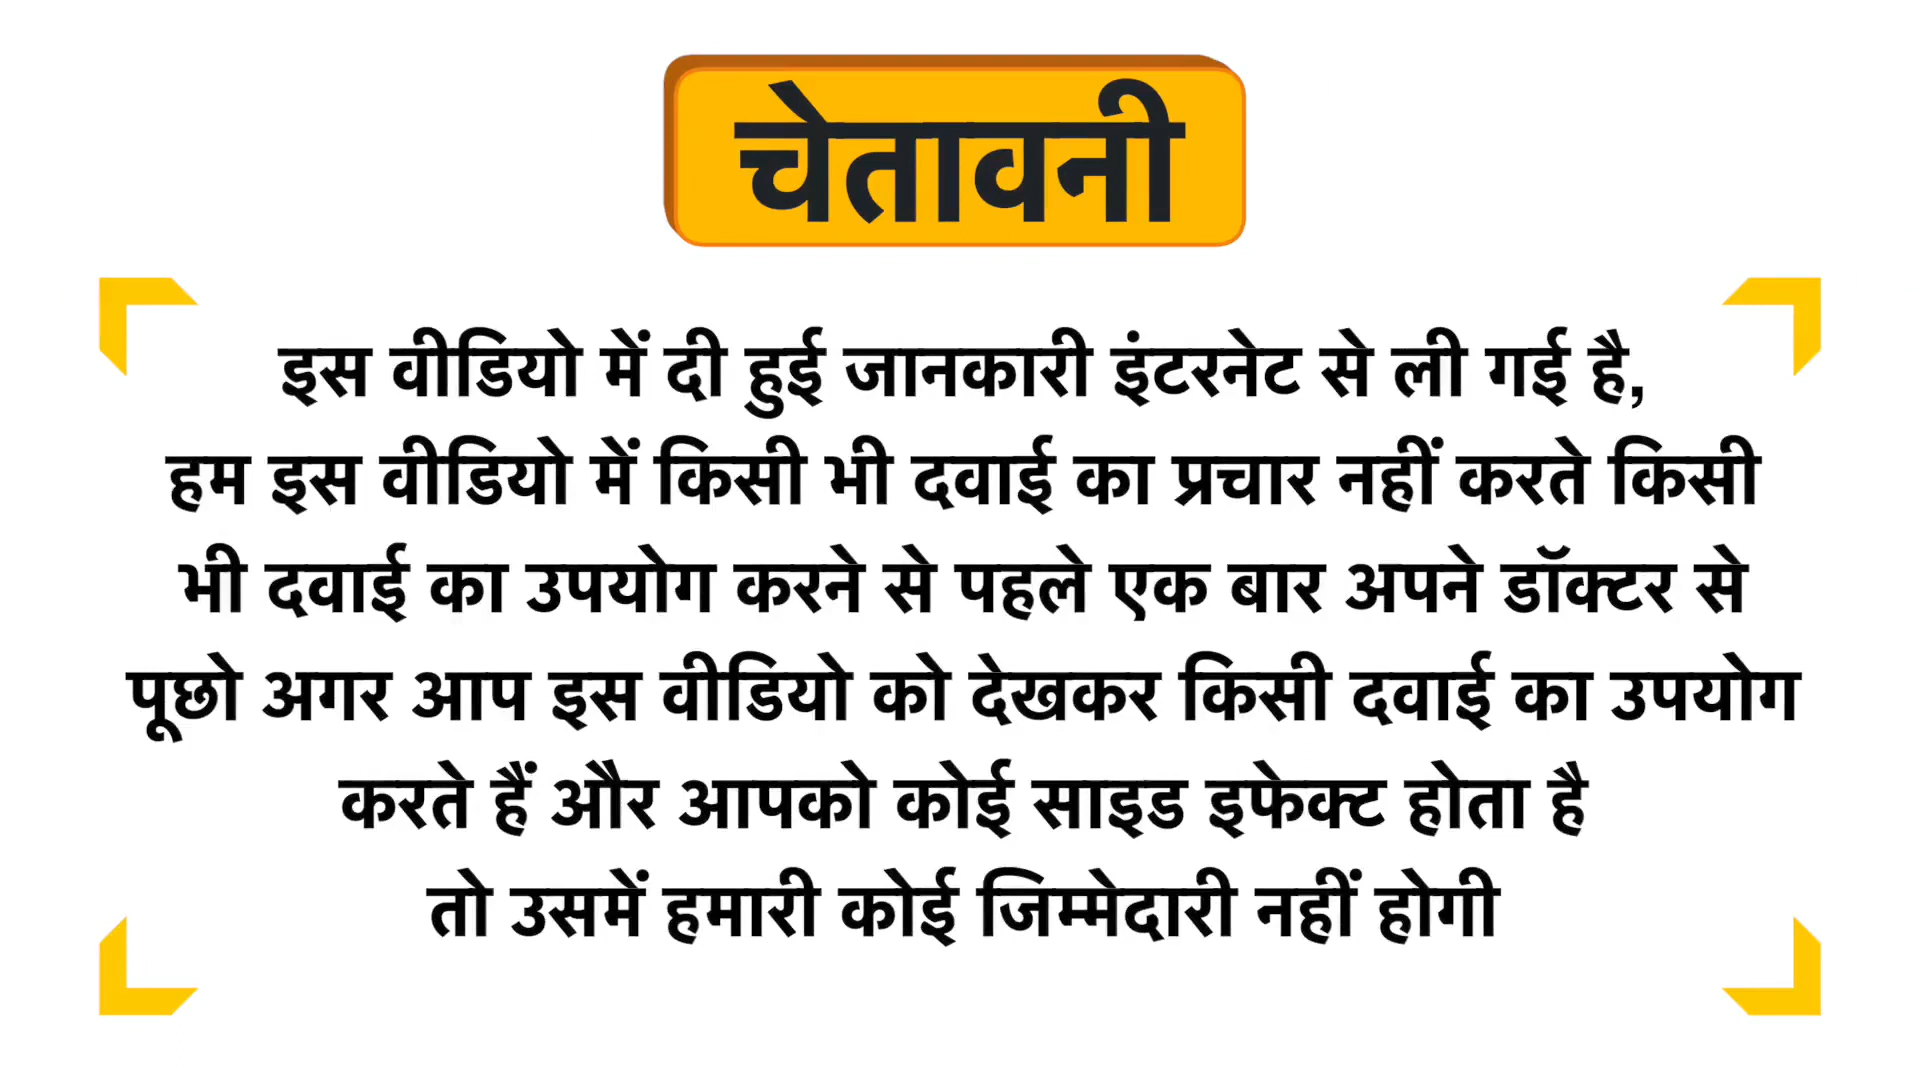 चेतावनी
इस वीडियो में दी हुई जानकारी इंटरनेट से ली गई है,
हम इस वीडियो में किसी भी दवाई का प्रचार नहीं करते किसी
भी दवाई का उपयोग करने से पहले एक बार अपने डॉक्टर से
पूछो अगर आप इस वीडियो को देखकर किसी दवाई का उपयोग
करते हैं और आपको कोई साइड इफेक्ट होता है
तो उसमें हमारी कोई जिम्मेदारी नहीं होगी